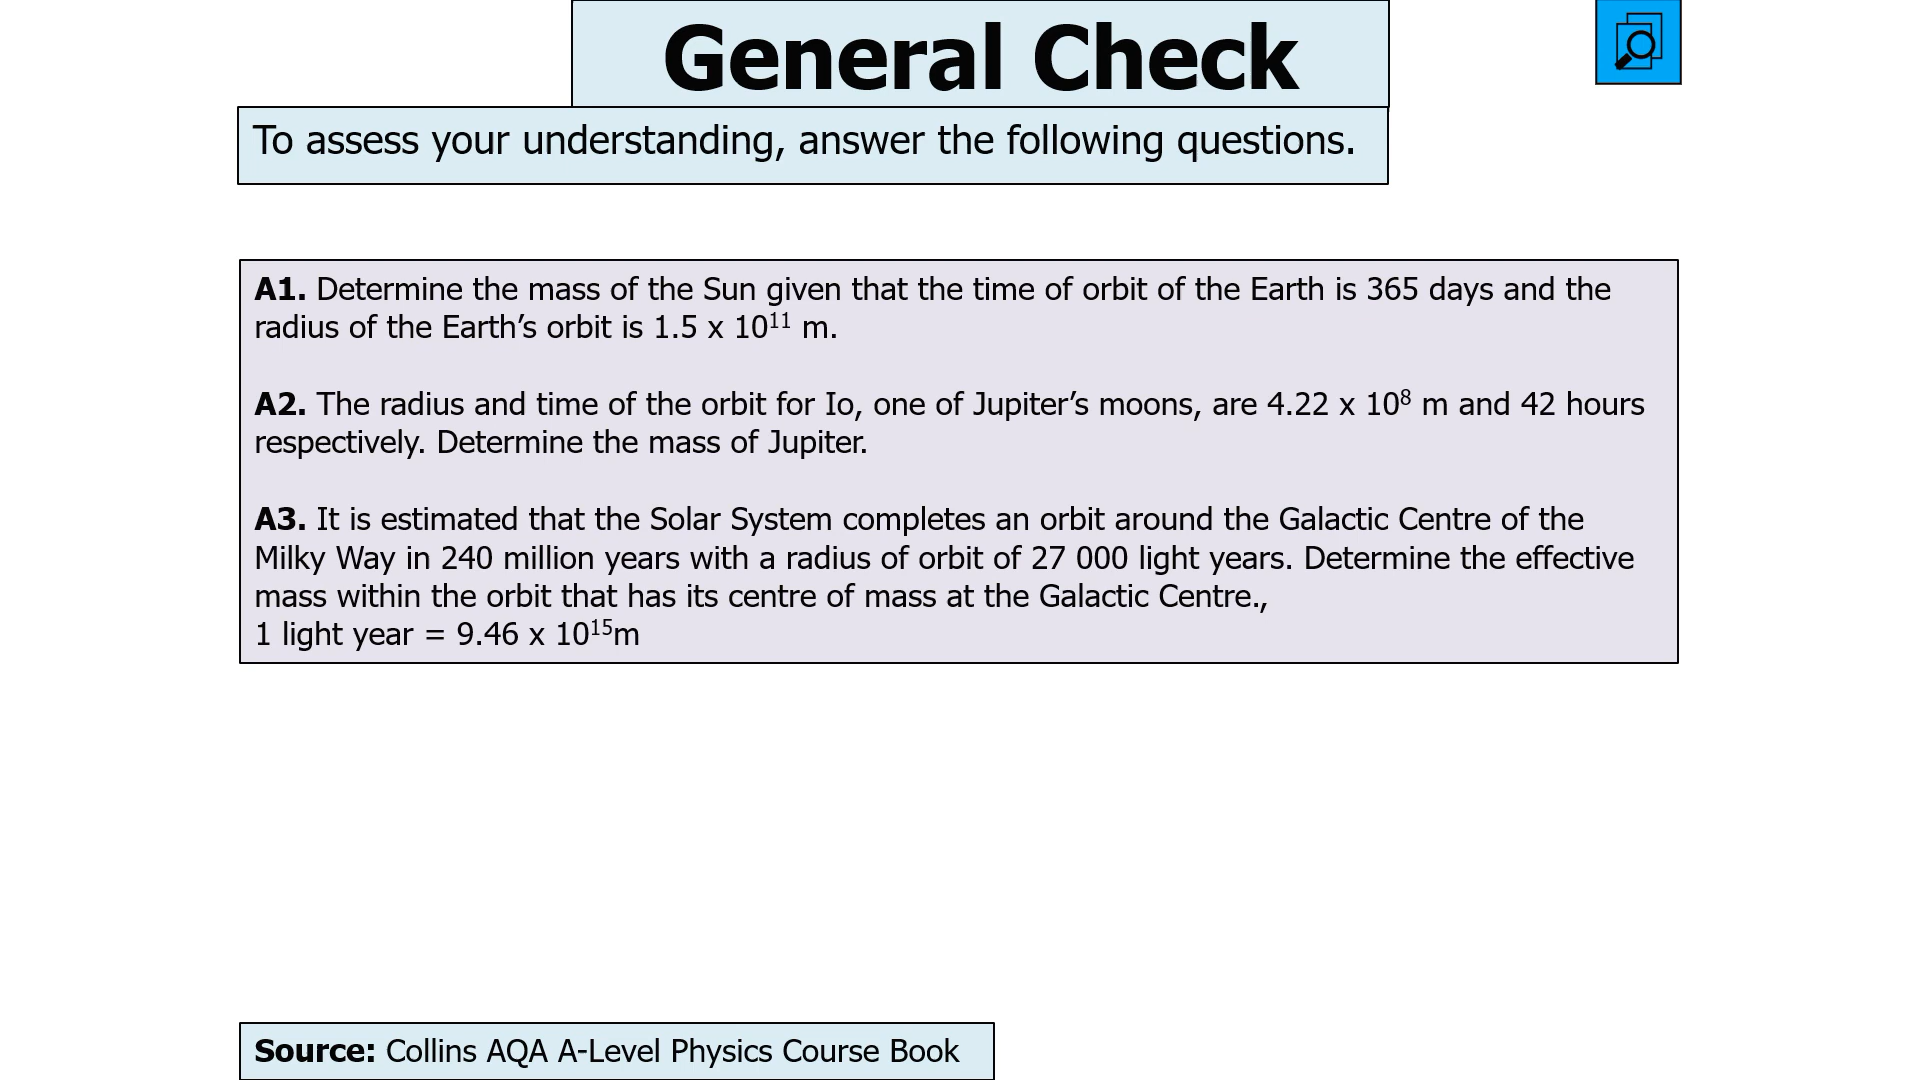 General Check
To assess your understanding, answer the following questions.
A1. Determine the mass of the Sun given that the time of orbit of the Earth is 365 days and the
radius of the Earth’s orbit is 1.5 x 10¹¹ m.
A2. The radius and time of the orbit for Io, one of Jupiter’s moons, are 4.22 x 10⁸ m and 42 hours
respectively. Determine the mass of Jupiter.
A3. It is estimated that the Solar System completes an orbit around the Galactic Centre of the
Milky Way in 240 million years with a radius of orbit of 27 000 light years. Determine the effective
mass within the orbit that has its centre of mass at the Galactic Centre.,
1 light year = 9.46 x 10¹⁵m
Source: Collins AQA A-Level Physics Course Book